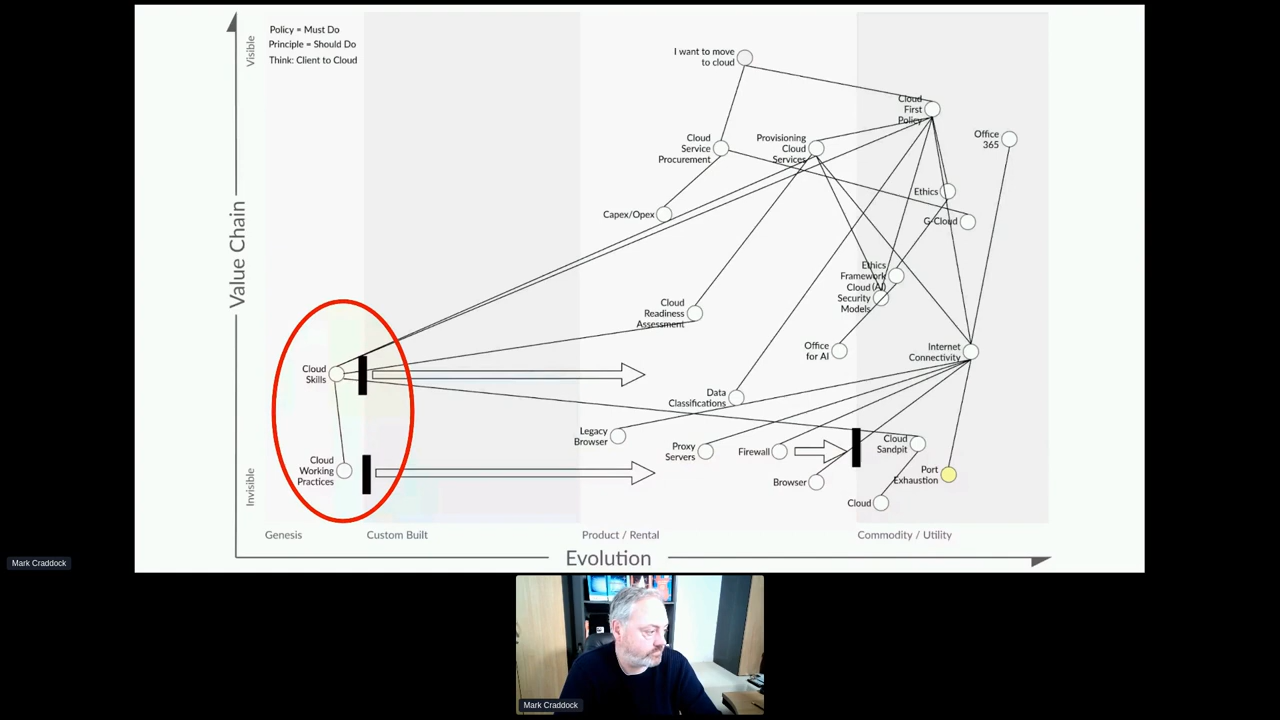 Policy = Must Do
Principle = Should Do
Think: Client to Cloud
Visible
Value Chain
Invisible
I want to move
to cloud
Cloud
First
Policy
Office
365
Cloud
Service
Procurement
Provisioning
Cloud
Services
Ethics
Capex/Opex
G-Cloud
Ethics
Framework
(AI)
Cloud
Security
Models
Cloud
Readiness
Assessment
Office
for AI
Internet
Connectivity
Cloud
Skills
Data
Classifications
Legacy
Browser
Proxy
Servers
Firewall
Cloud
Sandpit
Cloud
Working
Practices
Browser
Port
Exhaustion
Cloud
Genesis
Custom Built
Product / Rental
Commodity / Utility
Evolution
Mark Craddock
Mark Craddock